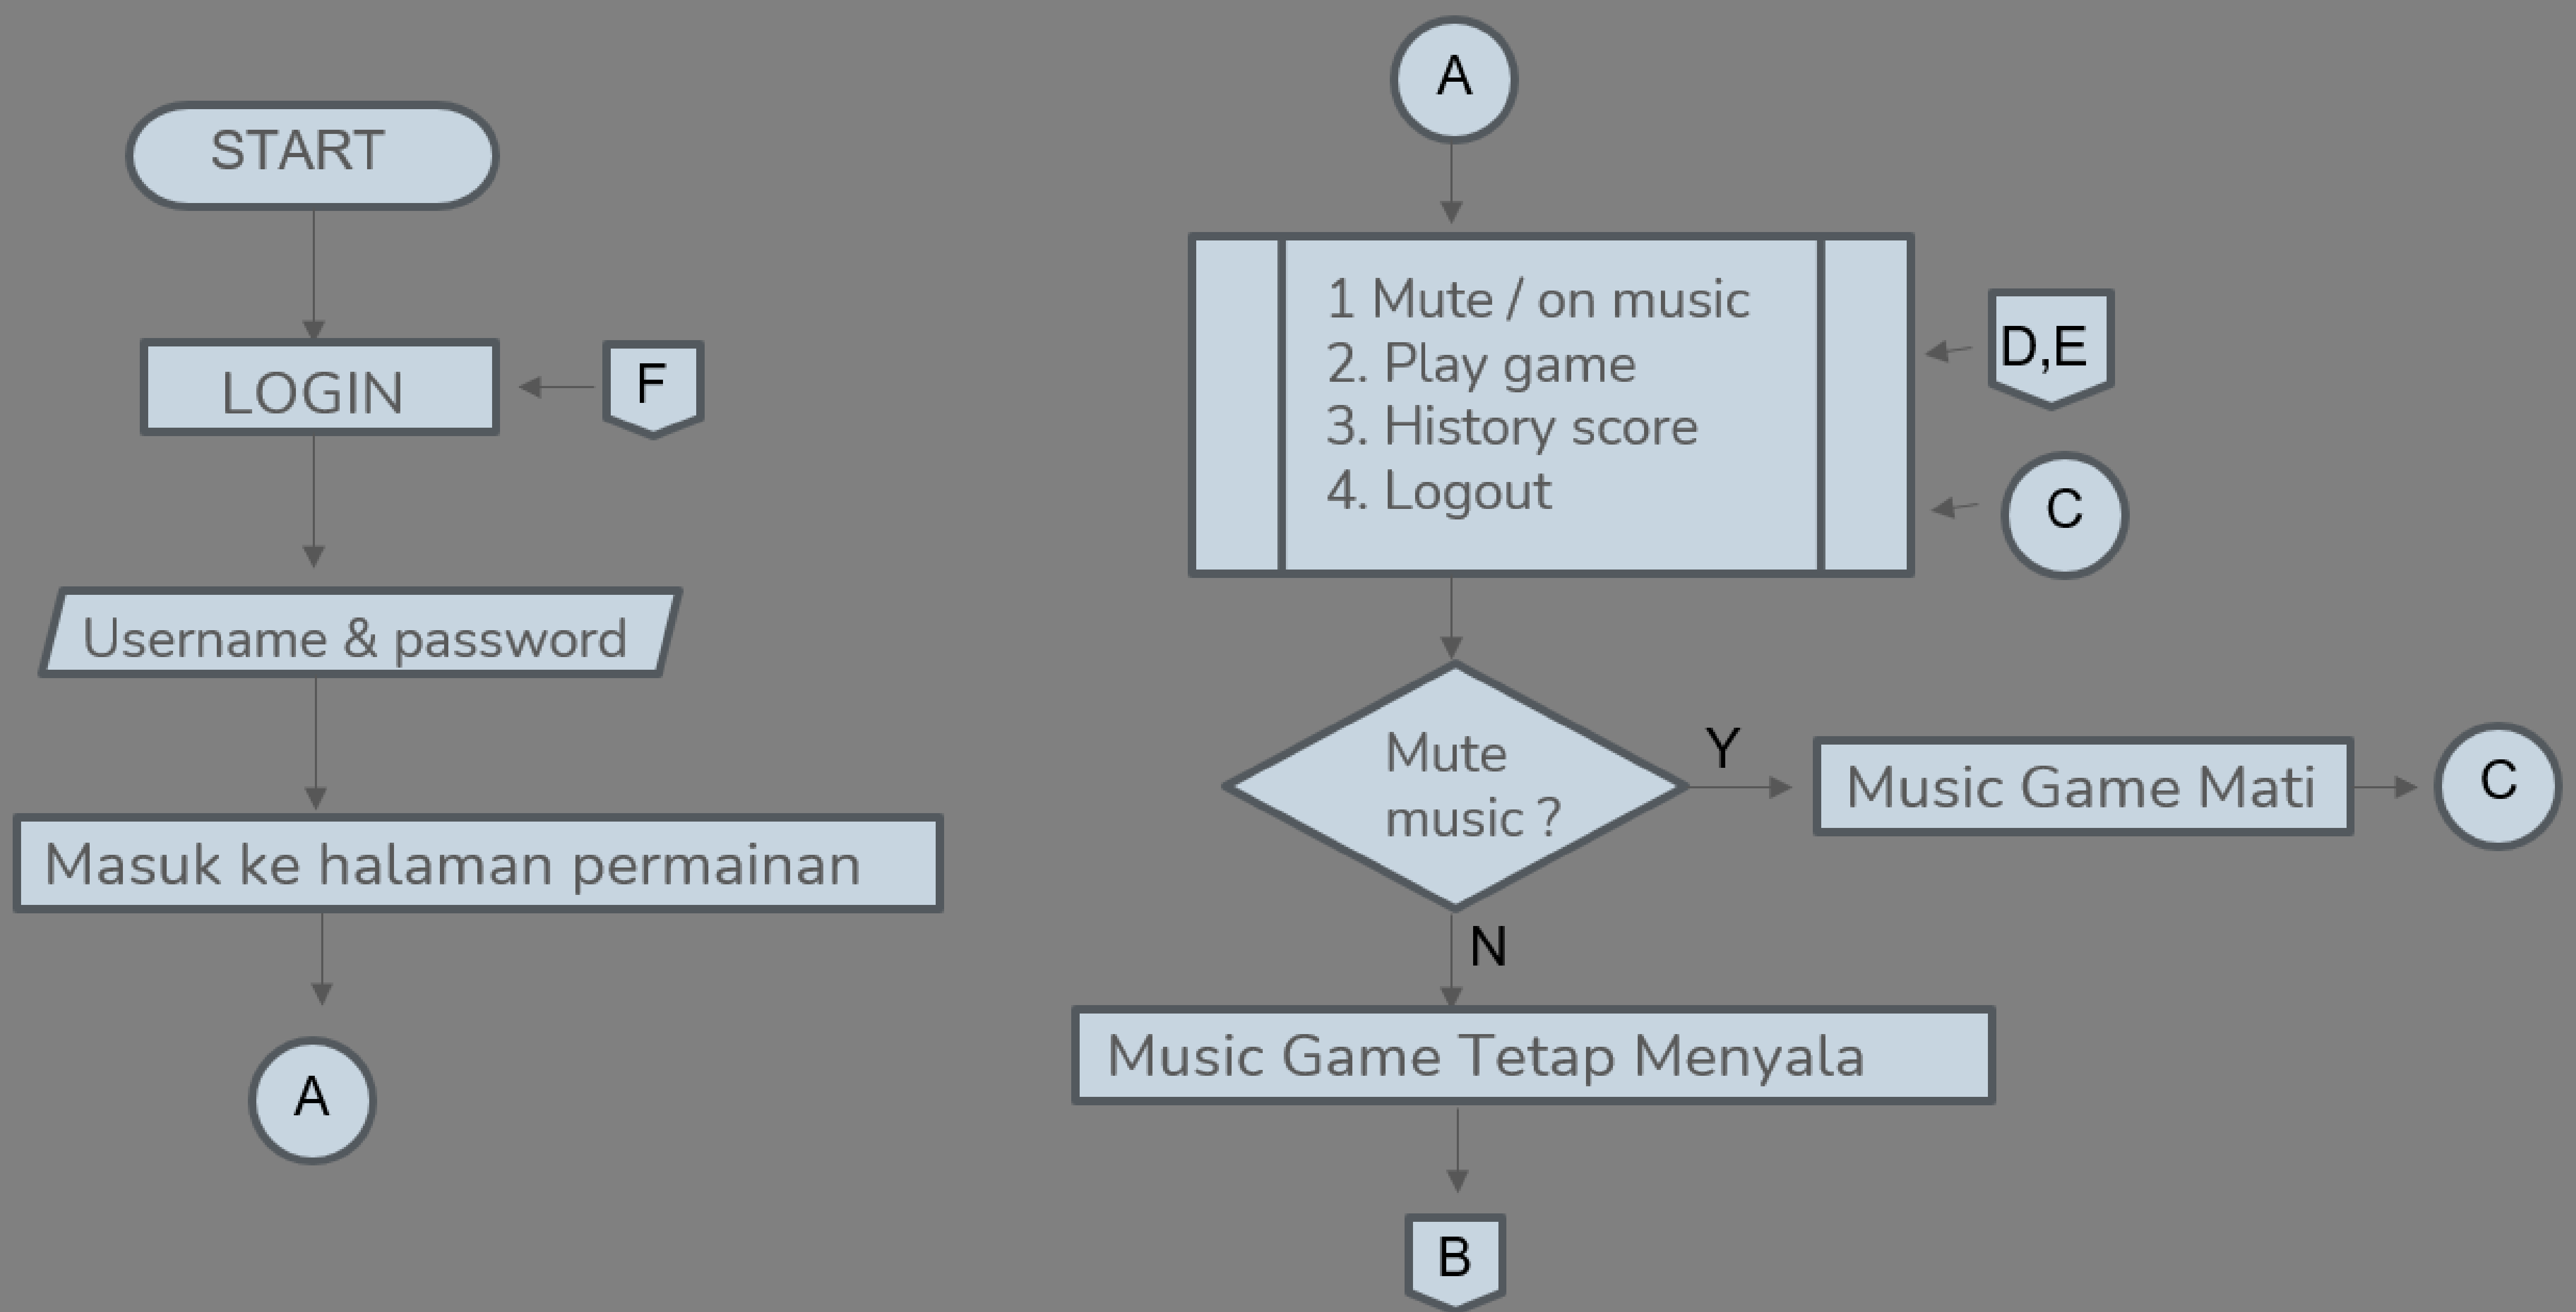 START
LOGIN
F
Username & password
Masuk ke halaman permainan
A
A
1 Mute / on music
2. Play game
3. History score
4. Logout
D,E
C
Mute
music ?
Y
Music Game Mati
C
N
Music Game Tetap Menyala
B